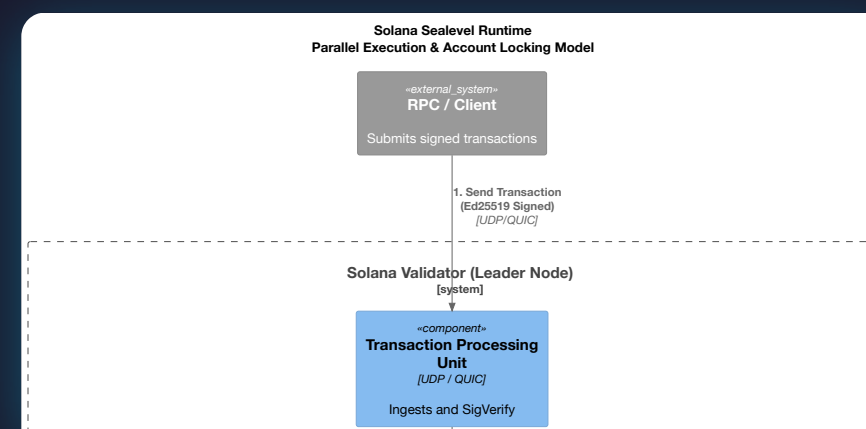 Solana Sealevel Runtime
Parallel Execution & Account Locking Model
«external_system»
RPC / Client
Submits signed transactions
1. Send Transaction
(Ed25519 Signed)
[UDP/QUIC]
Solana Validator (Leader Node)
[system]
«component»
Transaction Processing
Unit
[UDP / QUIC]
Ingests and SigVerify